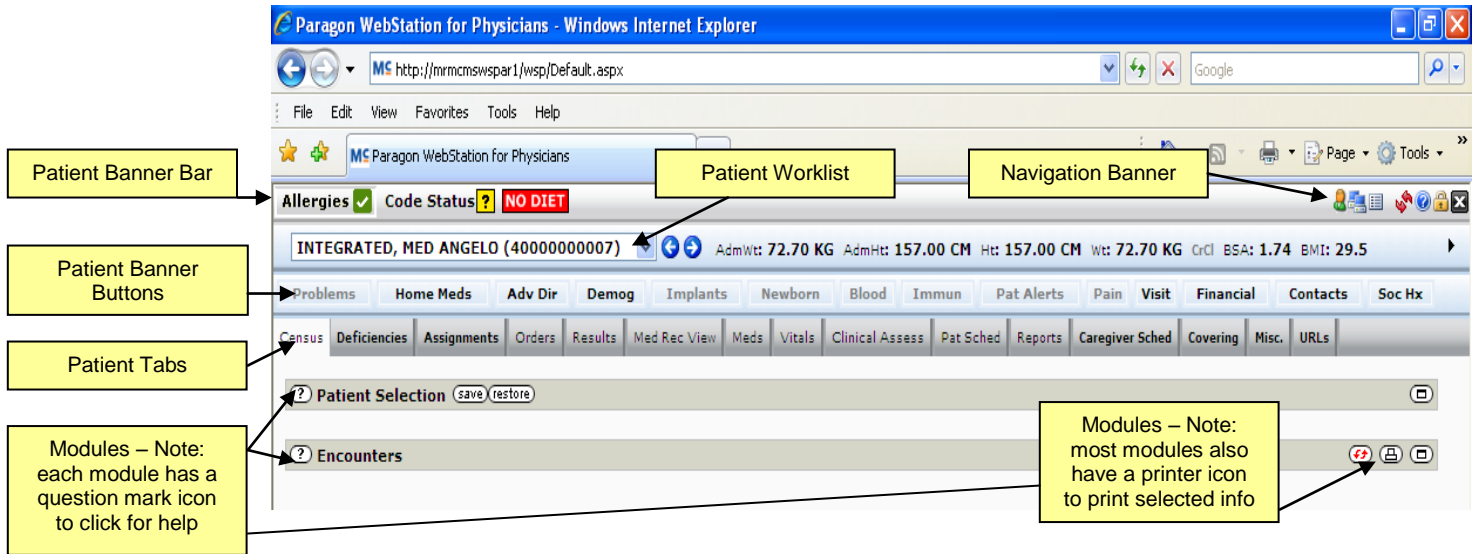 Paragon WebStation for Physicians - Windows Internet Explorer
http://mrmcmswspar1/wsp/Default.aspx
Google
File Edit View Favorites Tools Help
Paragon WebStation for Physicians
Page Tools »
Patient Banner Bar
Patient Worklist
Navigation Banner
Allergies Code Status ? NO DIET
INTEGRATED, MED ANGELO (40000000007) AdmWt: 72.70 KG AdmHt: 157.00 CM Ht: 157.00 CM Wt: 72.70 KG CrCl BSA: 1.74 BMI: 29.5
Patient Banner
Buttons
Problems Home Meds Adv Dir Demog Implants Newborn Blood Immun Pat Alerts Pain Visit Financial Contacts Soc Hx
Census Deficiencies Assignments Orders Results Med Rec View Meds Vitals Clinical Assess Pat Sched Reports Caregiver Sched Covering Misc. URLs
Patient Tabs
? Patient Selection save restore
Modules – Note:
each module has a
question mark icon
to click for help
? Encounters
Modules – Note:
most modules also
have a printer icon
to print selected info